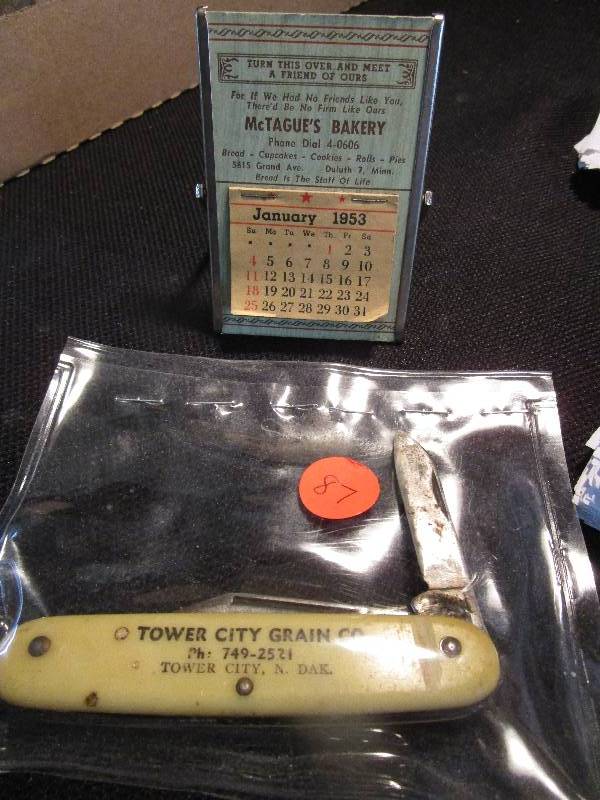 TURN THIS OVER AND MEET
A FRIEND OF OURS
For If We Had No Friends Like You,
There'd Be No Firm Like Ours
McTAGUE'S BAKERY
Phone Dial 4-0606
Bread - Cupcakes - Cookies - Rolls - Pies
5815 Grand Ave. Duluth 7, Minn.
Bread Is The Staff Of Life
January 1953
Su Mo Tu We Th Fr Sa
* * * * 1 2 3
4 5 6 7 8 9 10
11 12 13 14 15 16 17
18 19 20 21 22 23 24
25 26 27 28 29 30 31
87
TOWER CITY GRAIN CO.
Ph: 749-2521
TOWER CITY, N. DAK.